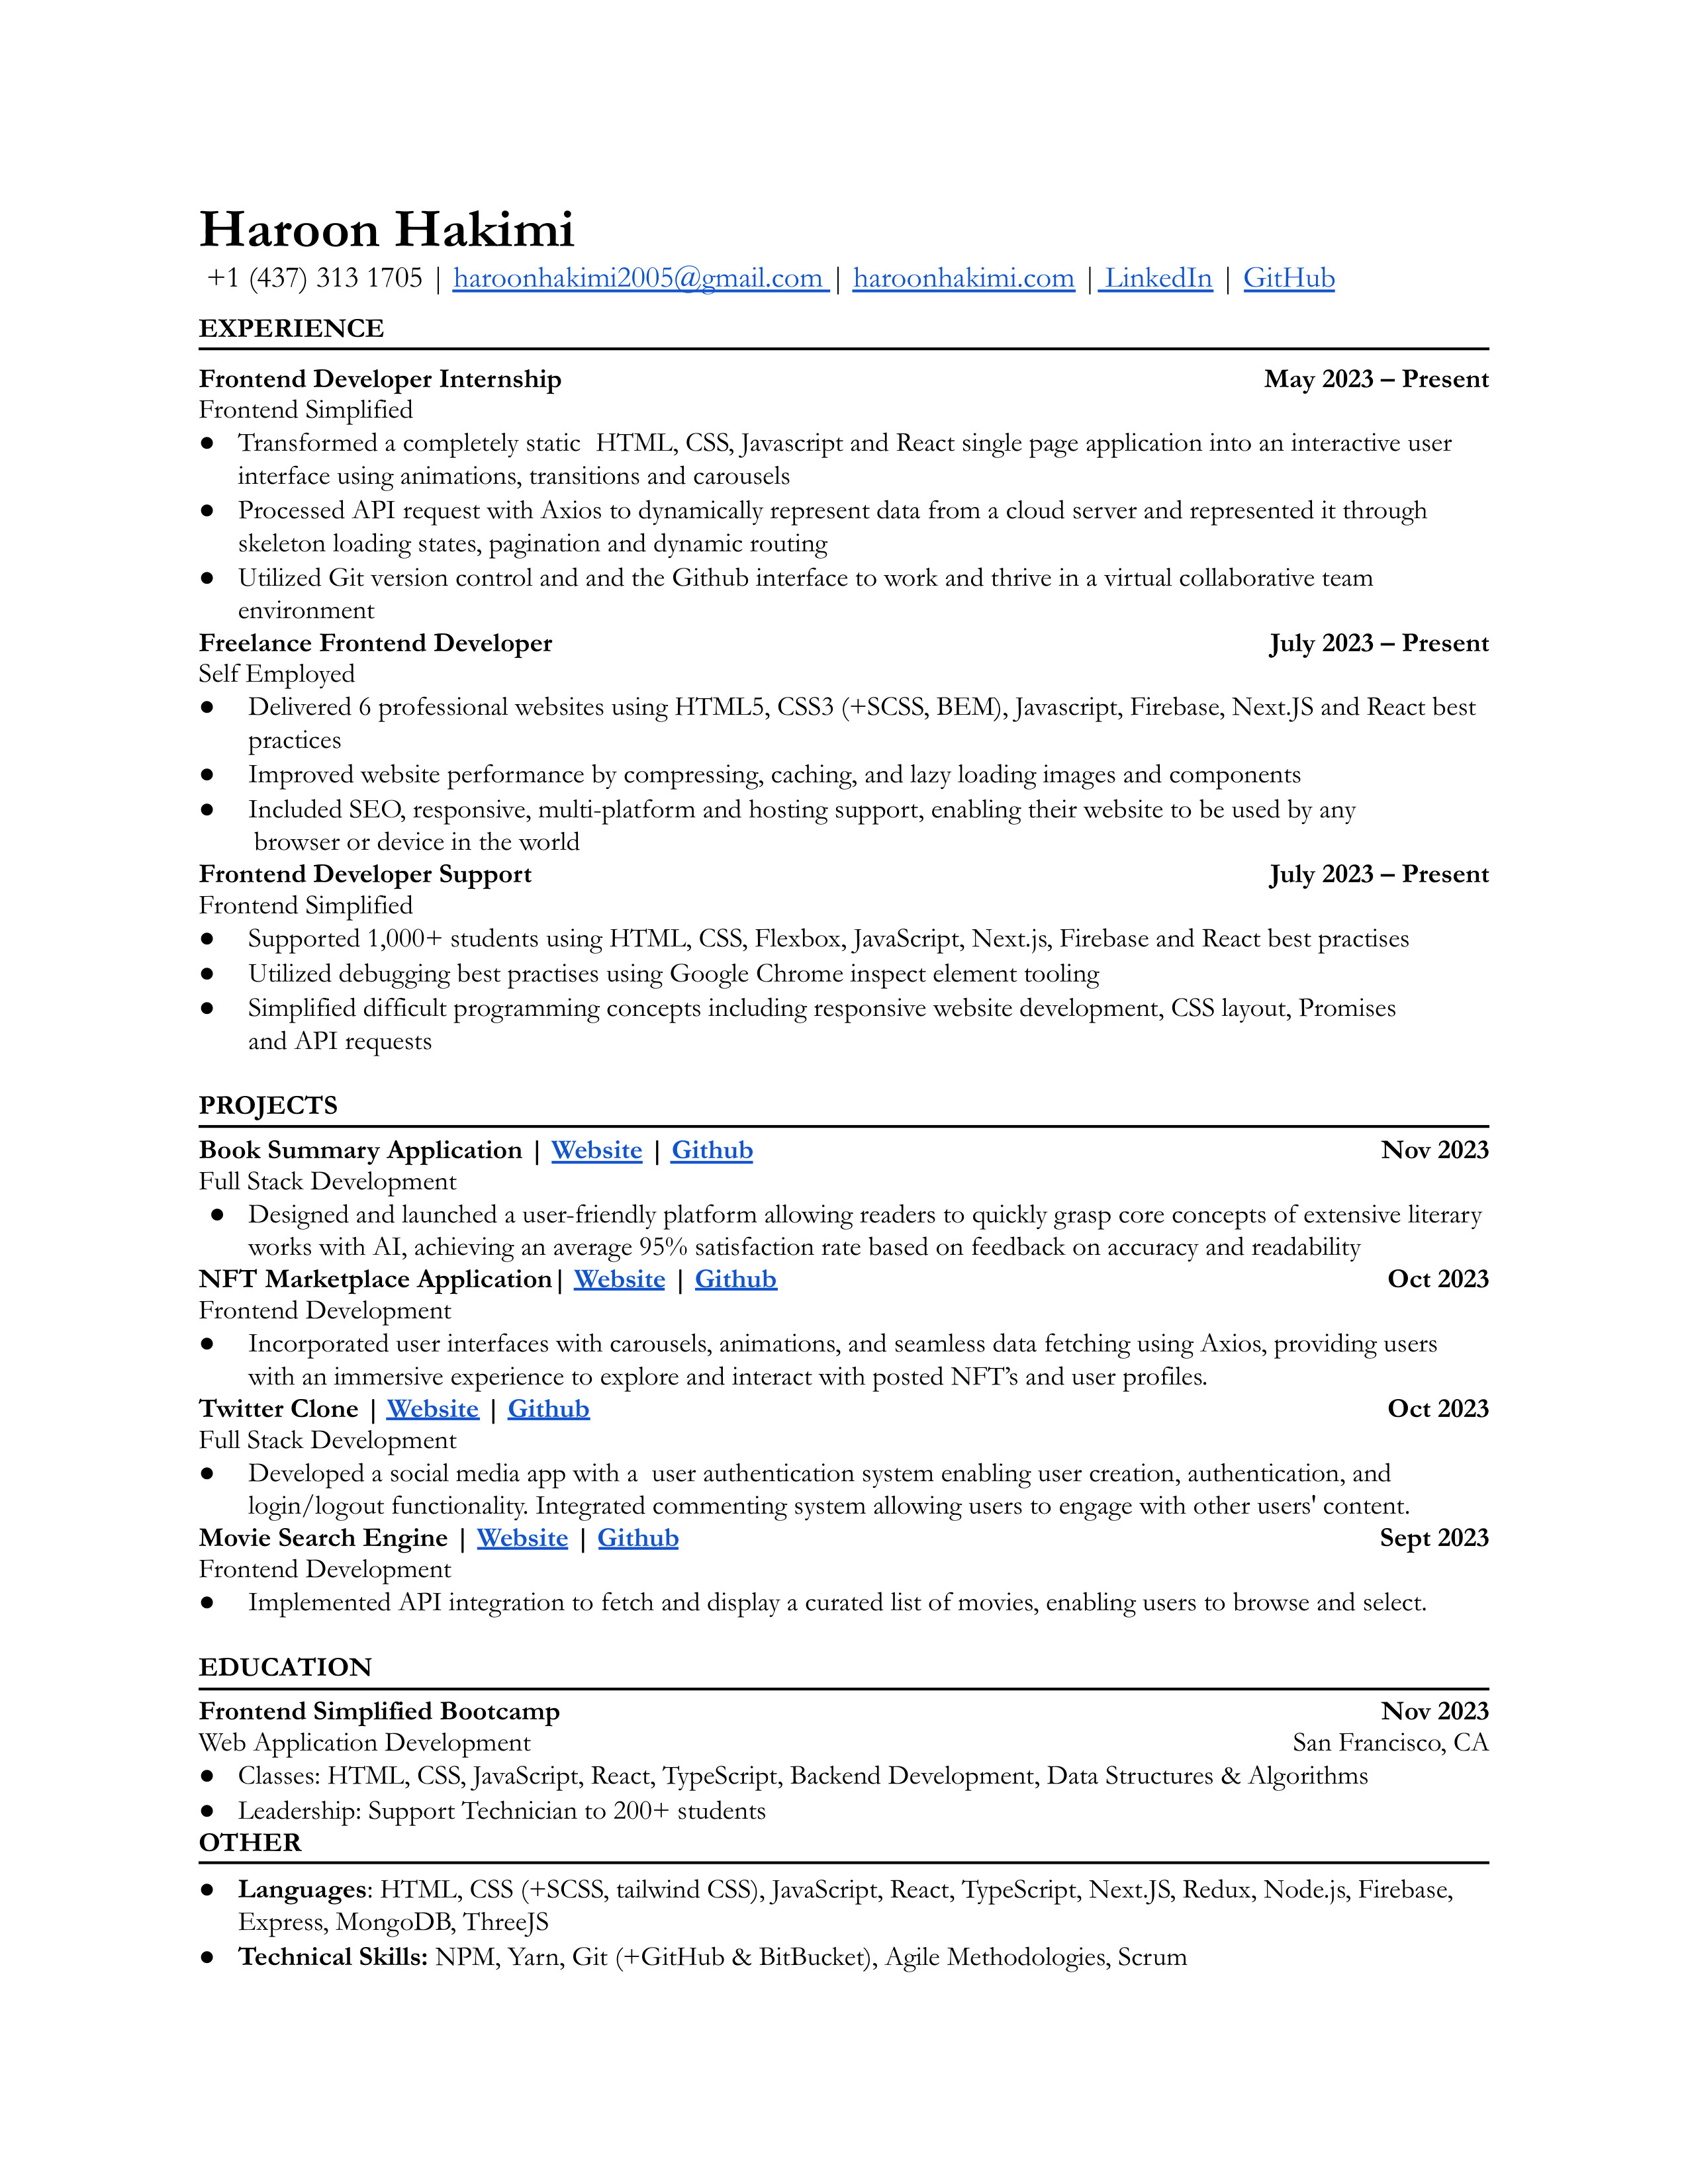 Haroon Hakimi
+1 (437) 313 1705 | haroonhakimi2005@gmail.com | haroonhakimi.com | LinkedIn | GitHub
EXPERIENCE
Frontend Developer Internship May 2023 – Present
Frontend Simplified
● Transformed a completely static  HTML, CSS, Javascript and React single page application into an interactive user
interface using animations, transitions and carousels
● Processed API request with Axios to dynamically represent data from a cloud server and represented it through
skeleton loading states, pagination and dynamic routing
● Utilized Git version control and and the Github interface to work and thrive in a virtual collaborative team
environment
Freelance Frontend Developer July 2023 – Present
Self Employed
● Delivered 6 professional websites using HTML5, CSS3 (+SCSS, BEM), Javascript, Firebase, Next.JS and React best
practices
● Improved website performance by compressing, caching, and lazy loading images and components
● Included SEO, responsive, multi-platform and hosting support, enabling their website to be used by any
browser or device in the world
Frontend Developer Support July 2023 – Present
Frontend Simplified
● Supported 1,000+ students using HTML, CSS, Flexbox, JavaScript, Next.js, Firebase and React best practises
● Utilized debugging best practises using Google Chrome inspect element tooling
● Simplified difficult programming concepts including responsive website development, CSS layout, Promises
and API requests
PROJECTS
Book Summary Application | Website | Github Nov 2023
Full Stack Development
● Designed and launched a user-friendly platform allowing readers to quickly grasp core concepts of extensive literary
works with AI, achieving an average 95% satisfaction rate based on feedback on accuracy and readability
NFT Marketplace Application| Website | Github Oct 2023
Frontend Development
● Incorporated user interfaces with carousels, animations, and seamless data fetching using Axios, providing users
with an immersive experience to explore and interact with posted NFT’s and user profiles.
Twitter Clone | Website | Github Oct 2023
Full Stack Development
● Developed a social media app with a  user authentication system enabling user creation, authentication, and
login/logout functionality. Integrated commenting system allowing users to engage with other users' content.
Movie Search Engine | Website | Github Sept 2023
Frontend Development
● Implemented API integration to fetch and display a curated list of movies, enabling users to browse and select.
EDUCATION
Frontend Simplified Bootcamp Nov 2023
Web Application Development San Francisco, CA
● Classes: HTML, CSS, JavaScript, React, TypeScript, Backend Development, Data Structures & Algorithms
● Leadership: Support Technician to 200+ students
OTHER
● Languages: HTML, CSS (+SCSS, tailwind CSS), JavaScript, React, TypeScript, Next.JS, Redux, Node.js, Firebase,
Express, MongoDB, ThreeJS
● Technical Skills: NPM, Yarn, Git (+GitHub & BitBucket), Agile Methodologies, Scrum